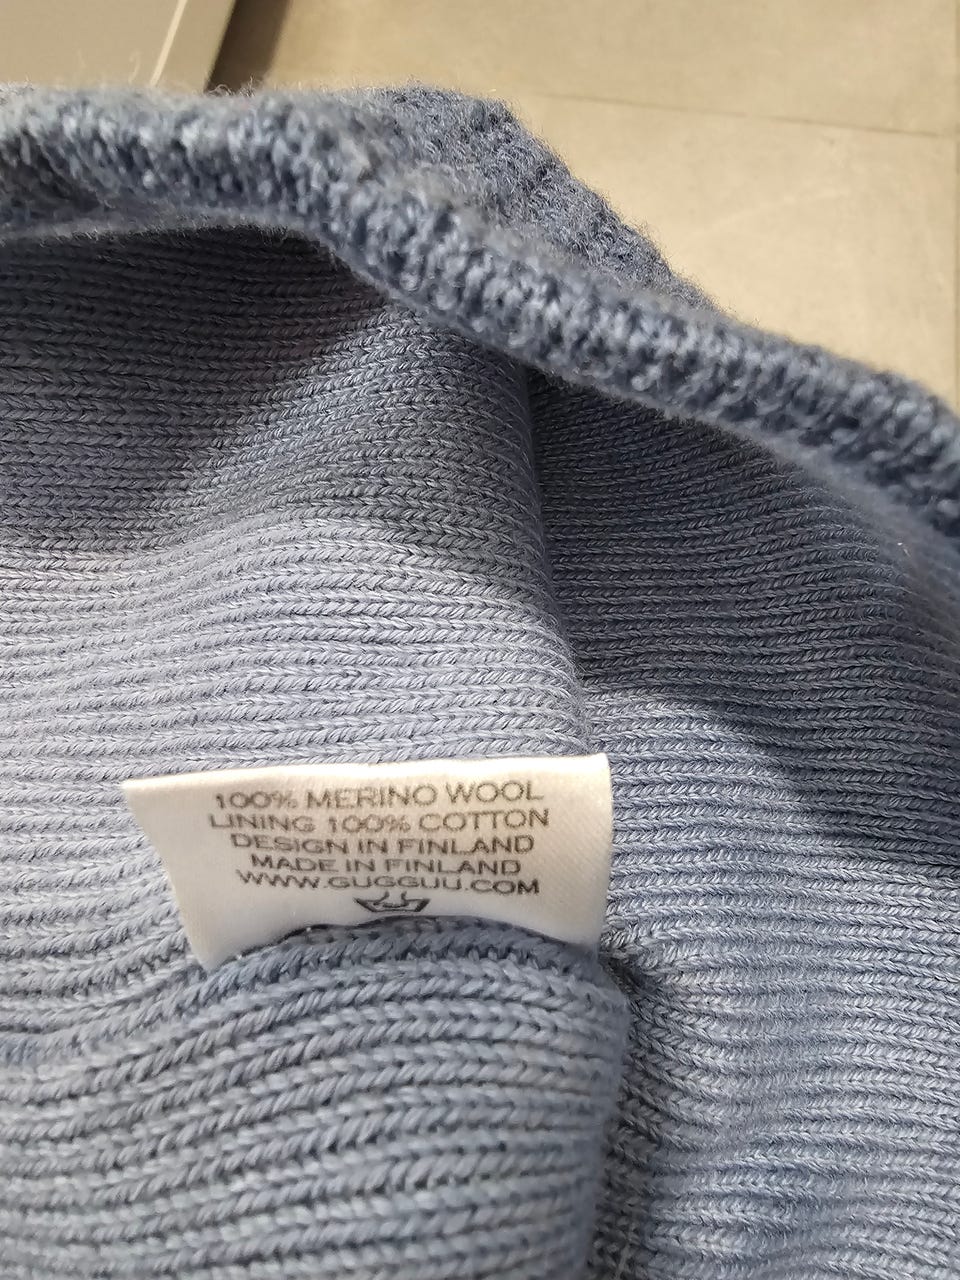 100% MERINO WOOL
LINING 100% COTTON
DESIGN IN FINLAND
MADE IN FINLAND
WWW.GUGGUU.COM